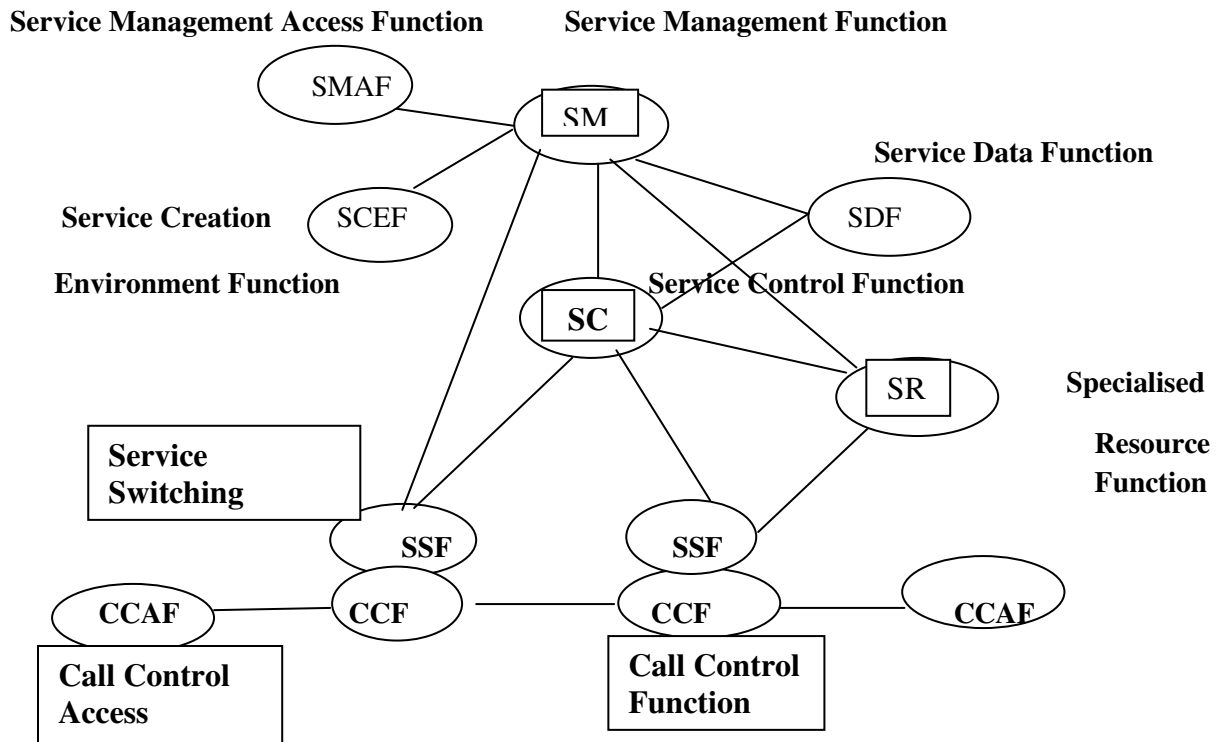 Service Management Access Function
Service Management Function
SMAF
SM
Service Data Function
Service Creation
SCEF
SDF
Environment Function
Service Control Function
SC
SR
Specialised
Resource
Function
Service
Switching
SSF
SSF
CCAF
CCF
CCF
CCAF
Call Control
Access
Call Control
Function